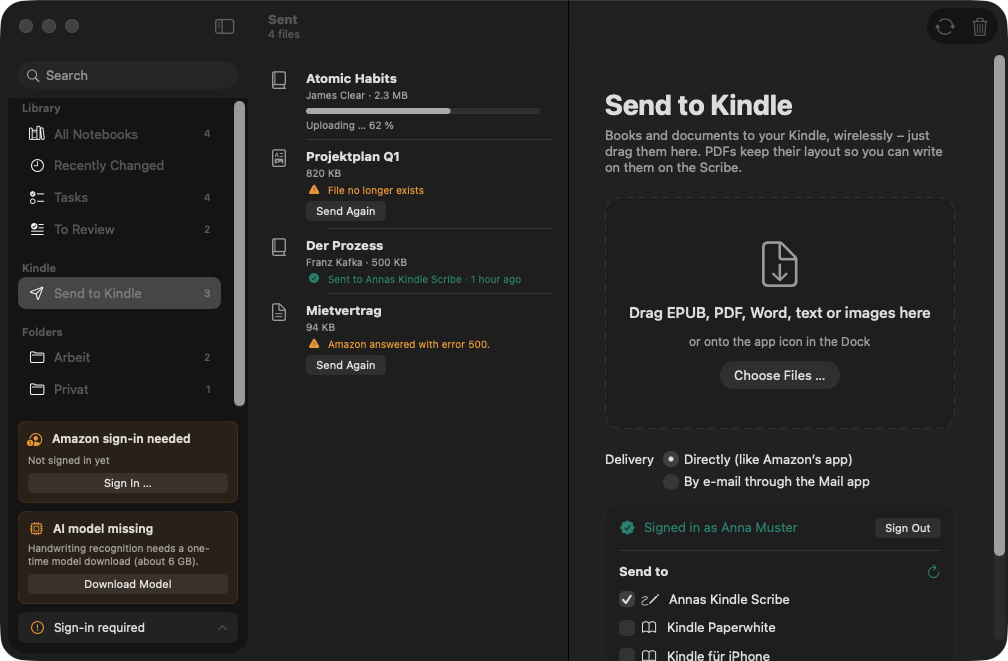 Search
Library
All Notebooks 4
Recently Changed
Tasks 4
To Review 2
Kindle
Send to Kindle 3
Folders
Arbeit 2
Privat 1
Amazon sign-in needed
Not signed in yet
Sign In ...
AI model missing
Handwriting recognition needs a one-
time model download (about 6 GB).
Download Model
Sign-in required
Sent
4 files
Atomic Habits
James Clear · 2.3 MB
Uploading ... 62 %
Projektplan Q1
820 KB
File no longer exists
Send Again
Der Prozess
Franz Kafka · 500 KB
Sent to Annas Kindle Scribe · 1 hour ago
Mietvertrag
94 KB
Amazon answered with error 500.
Send Again
Send to Kindle
Books and documents to your Kindle, wirelessly – just
drag them here. PDFs keep their layout so you can write
on them on the Scribe.
Drag EPUB, PDF, Word, text or images here
or onto the app icon in the Dock
Choose Files ...
Delivery Directly (like Amazon’s app)
By e-mail through the Mail app
Signed in as Anna Muster
Sign Out
Send to
Annas Kindle Scribe
Kindle Paperwhite
Kindle für iPhone